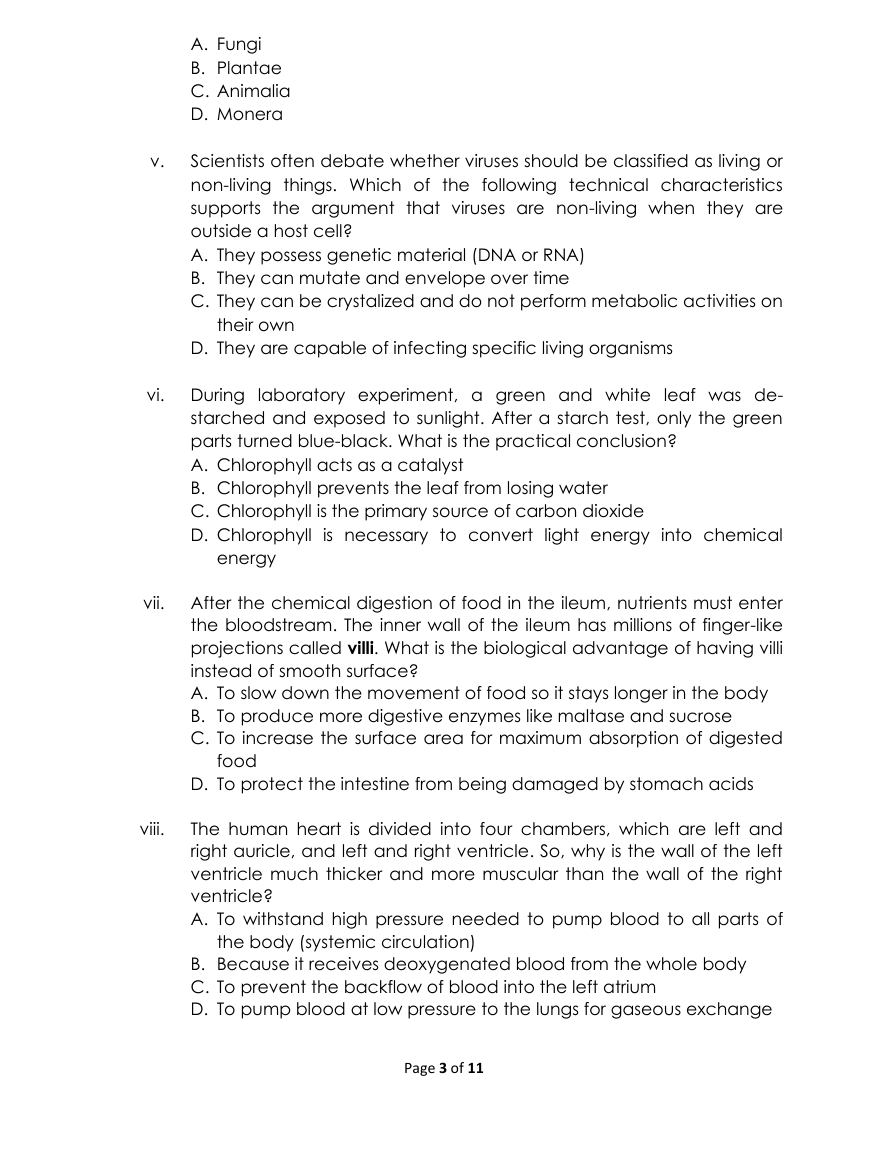 A. Fungi
B. Plantae
C. Animalia
D. Monera
v. Scientists often debate whether viruses should be classified as living or
non-living things. Which of the following technical characteristics
supports the argument that viruses are non-living when they are
outside a host cell?
A. They possess genetic material (DNA or RNA)
B. They can mutate and envelope over time
C. They can be crystalized and do not perform metabolic activities on
their own
D. They are capable of infecting specific living organisms
vi. During laboratory experiment, a green and white leaf was de-
starched and exposed to sunlight. After a starch test, only the green
parts turned blue-black. What is the practical conclusion?
A. Chlorophyll acts as a catalyst
B. Chlorophyll prevents the leaf from losing water
C. Chlorophyll is the primary source of carbon dioxide
D. Chlorophyll is necessary to convert light energy into chemical
energy
vii. After the chemical digestion of food in the ileum, nutrients must enter
the bloodstream. The inner wall of the ileum has millions of finger-like
projections called villi. What is the biological advantage of having villi
instead of smooth surface?
A. To slow down the movement of food so it stays longer in the body
B. To produce more digestive enzymes like maltase and sucrose
C. To increase the surface area for maximum absorption of digested
food
D. To protect the intestine from being damaged by stomach acids
viii. The human heart is divided into four chambers, which are left and
right auricle, and left and right ventricle. So, why is the wall of the left
ventricle much thicker and more muscular than the wall of the right
ventricle?
A. To withstand high pressure needed to pump blood to all parts of
the body (systemic circulation)
B. Because it receives deoxygenated blood from the whole body
C. To prevent the backflow of blood into the left atrium
D. To pump blood at low pressure to the lungs for gaseous exchange
Page 3 of 11